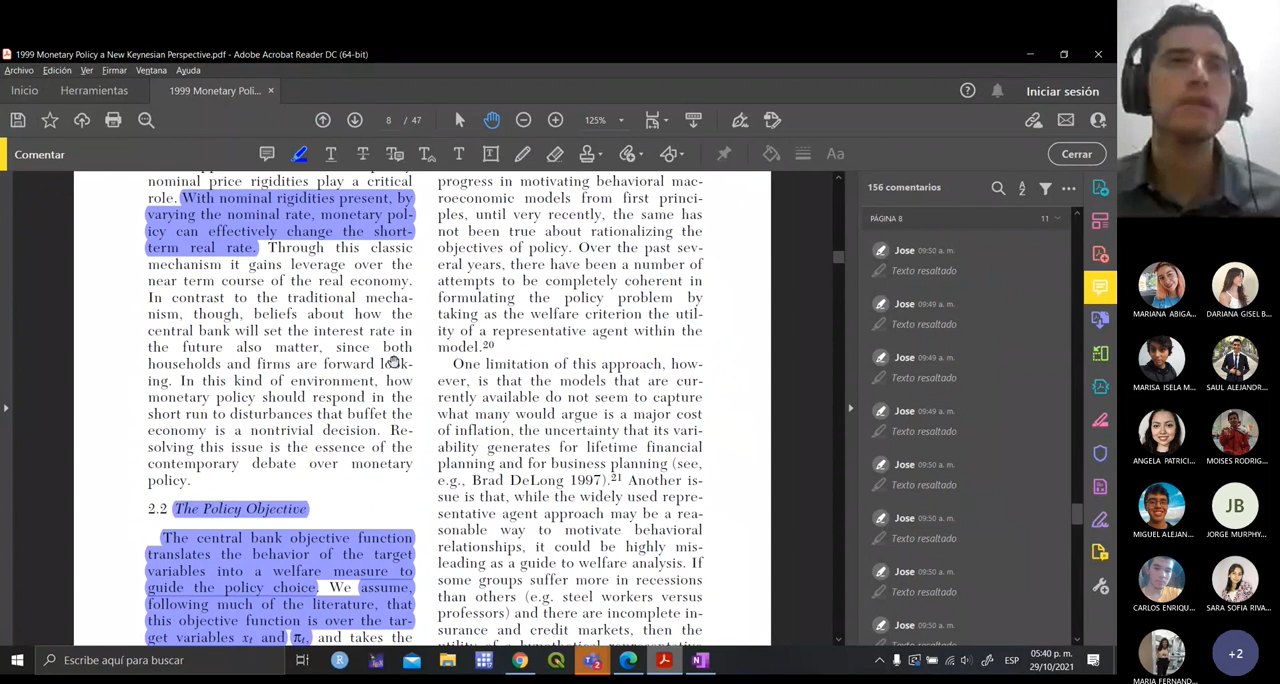 1999 Monetary Policy a New Keynesian Perspective.pdf - Adobe Acrobat Reader DC (64-bit)
Archivo Edición Ver Firmar Ventana Ayuda
Inicio Herramientas 1999 Monetary Poli... × Iniciar sesión
8 / 47 125%
Comentar Cerrar
nominal price rigidities play a critical
role. With nominal rigidities present, by
varying the nominal rate, monetary pol-
icy can effectively change the short-
term real rate. Through this classic
mechanism it gains leverage over the
near term course of the real economy.
In contrast to the traditional mecha-
nism, though, beliefs about how the
central bank will set the interest rate in
the future also matter, since both
households and firms are forward look-
ing. In this kind of environment, how
monetary policy should respond in the
short run to disturbances that buffet the
economy is a nontrivial decision. Re-
solving this issue is the essence of the
contemporary debate over monetary
policy.
2.2 The Policy Objective
The central bank objective function
translates the behavior of the target
variables into a welfare measure to
guide the policy choice. We assume,
following much of the literature, that
this objective function is over the tar-
get variables xt and πt, and takes the
progress in motivating behavioral mac-
roeconomic models from first princi-
ples, until very recently, the same has
not been true about rationalizing the
objectives of policy. Over the past sev-
eral years, there have been a number of
attempts to be completely coherent in
formulating the policy problem by
taking as the welfare criterion the util-
ity of a representative agent within the
model.20
One limitation of this approach, how-
ever, is that the models that are cur-
rently available do not seem to capture
what many would argue is a major cost
of inflation, the uncertainty that its vari-
ability generates for lifetime financial
planning and for business planning (see,
e.g., Brad DeLong 1997).21 Another is-
sue is that, while the widely used repre-
sentative agent approach may be a rea-
sonable way to motivate behavioral
relationships, it could be highly mis-
leading as a guide to welfare analysis. If
some groups suffer more in recessions
than others (e.g. steel workers versus
professors) and there are incomplete in-
surance and credit markets, then the
utility of a hypothetical representative
156 comentarios
PÁGINA 8 11
Jose 09:50 a. m.
Texto resaltado
Jose 09:49 a. m.
Texto resaltado
Jose 09:49 a. m.
Texto resaltado
Jose 09:49 a. m.
Texto resaltado
Jose 09:50 a. m.
Texto resaltado
Jose 09:50 a. m.
Texto resaltado
Jose 09:50 a. m.
Texto resaltado
Jose 09:50 a. m.
MARIANA ABIGA... DARIANA GISEL B...
MARISA ISELA M... SAUL ALEJANDR...
ANGELA PATRICI... MOISES RODRIG...
JB
MIGUEL ALEJAN... JORGE MURPHY...
CARLOS ENRIQU... SARA SOFIA RIVA...
+2
MARIA FERNAND...
Escribe aquí para buscar
ESP
05:40 p. m.
29/10/2021